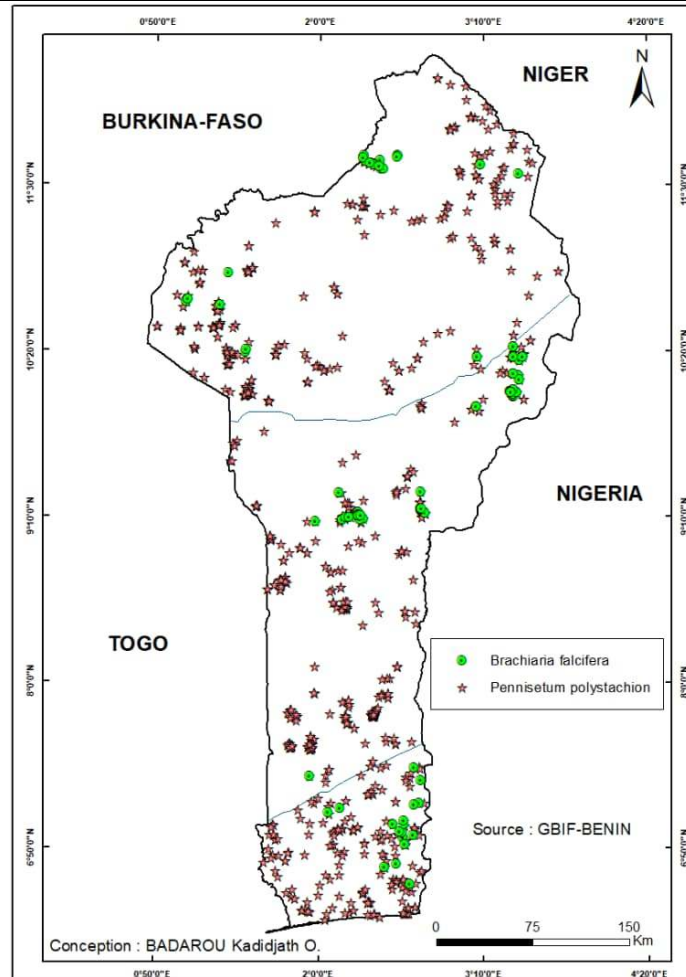 0°50'0"E 2°0'0"E 3°10'0"E 4°20'0"E
NIGER
N
BURKINA-FASO
11°30'0"N 11°30'0"N
10°20'0"N 10°20'0"N
NIGERIA
9°10'0"N 9°10'0"N
TOGO
Brachiaria falcifera
Pennisetum polystachion
8°0'0"N 8°0'0"N
Source : GBIF-BENIN
6°50'0"N 6°50'0"N
0 75 150
Km
Conception : BADAROU Kadidjath O.
0°50'0"E 2°0'0"E 3°10'0"E 4°20'0"E